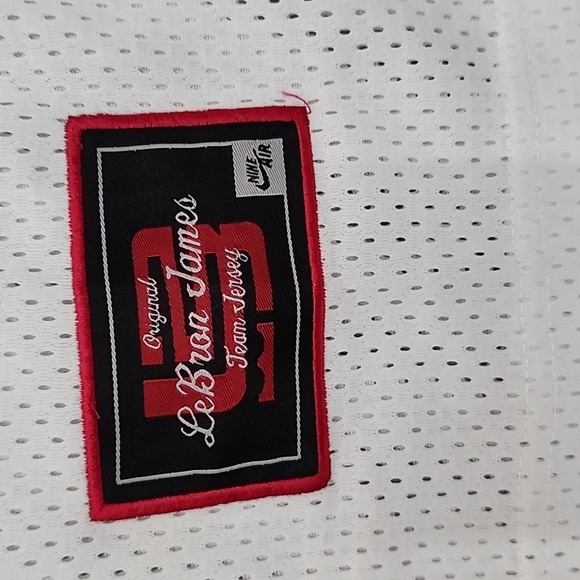 NIKE AIR
Original
LeBron James
Team Jersey